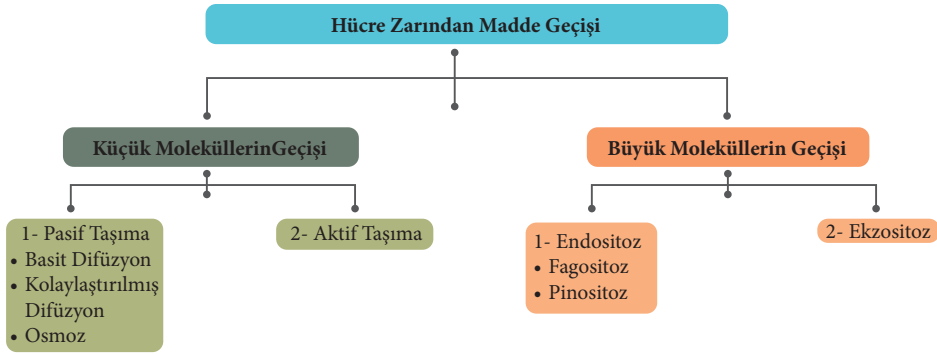 Hücre Zarından Madde Geçişi
Küçük MoleküllerinGeçişi
Büyük Moleküllerin Geçişi
1- Pasif Taşıma
• Basit Difüzyon
• Kolaylaştırılmış
Difüzyon
• Osmoz
2- Aktif Taşıma
1- Endositoz
• Fagositoz
• Pinositoz
2- Ekzositoz